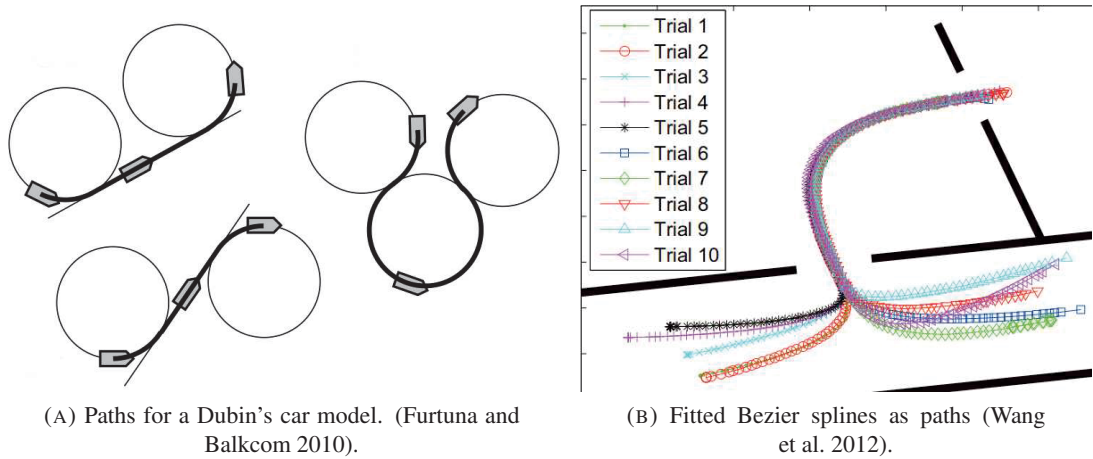 Trial 1
Trial 2
Trial 3
Trial 4
Trial 5
Trial 6
Trial 7
Trial 8
Trial 9
Trial 10
(A) Paths for a Dubin's car model. (Furtuna and
Balkcom 2010).
(B) Fitted Bezier splines as paths (Wang
et al. 2012).